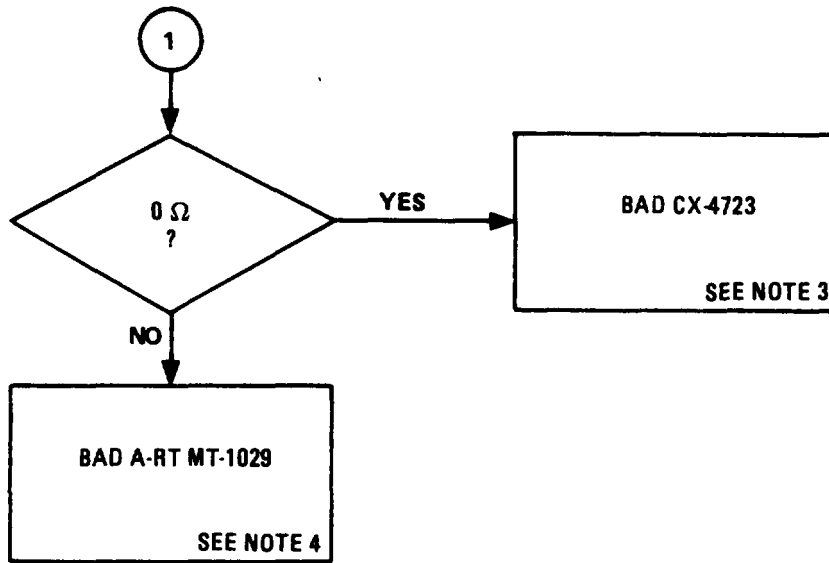 1
0 Ω
?
YES
BAD CX-4723
SEE NOTE 3
NO
BAD A-RT MT-1029
SEE NOTE 4